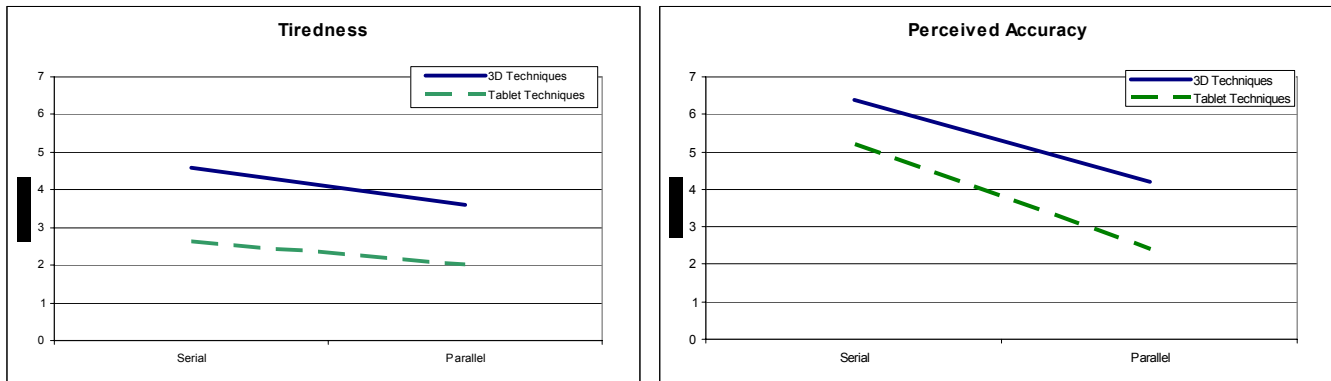 Tiredness
3D Techniques
Tablet Techniques
7
6
5
4
3
2
1
0
Serial Parallel
Perceived Accuracy
3D Techniques
Tablet Techniques
7
6
5
4
3
2
1
0
Serial Parallel